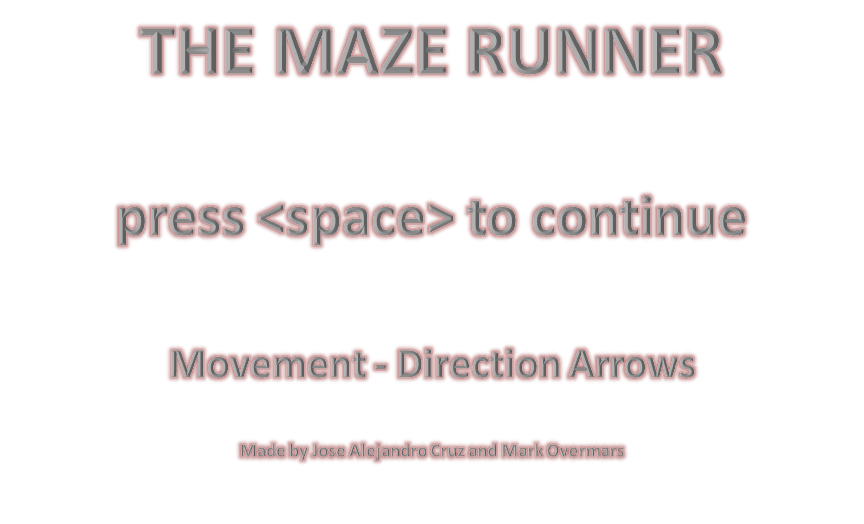 THE MAZE RUNNER
press <space> to continue
Movement - Direction Arrows
Made by Jose Alejandro Cruz and Mark Overmars